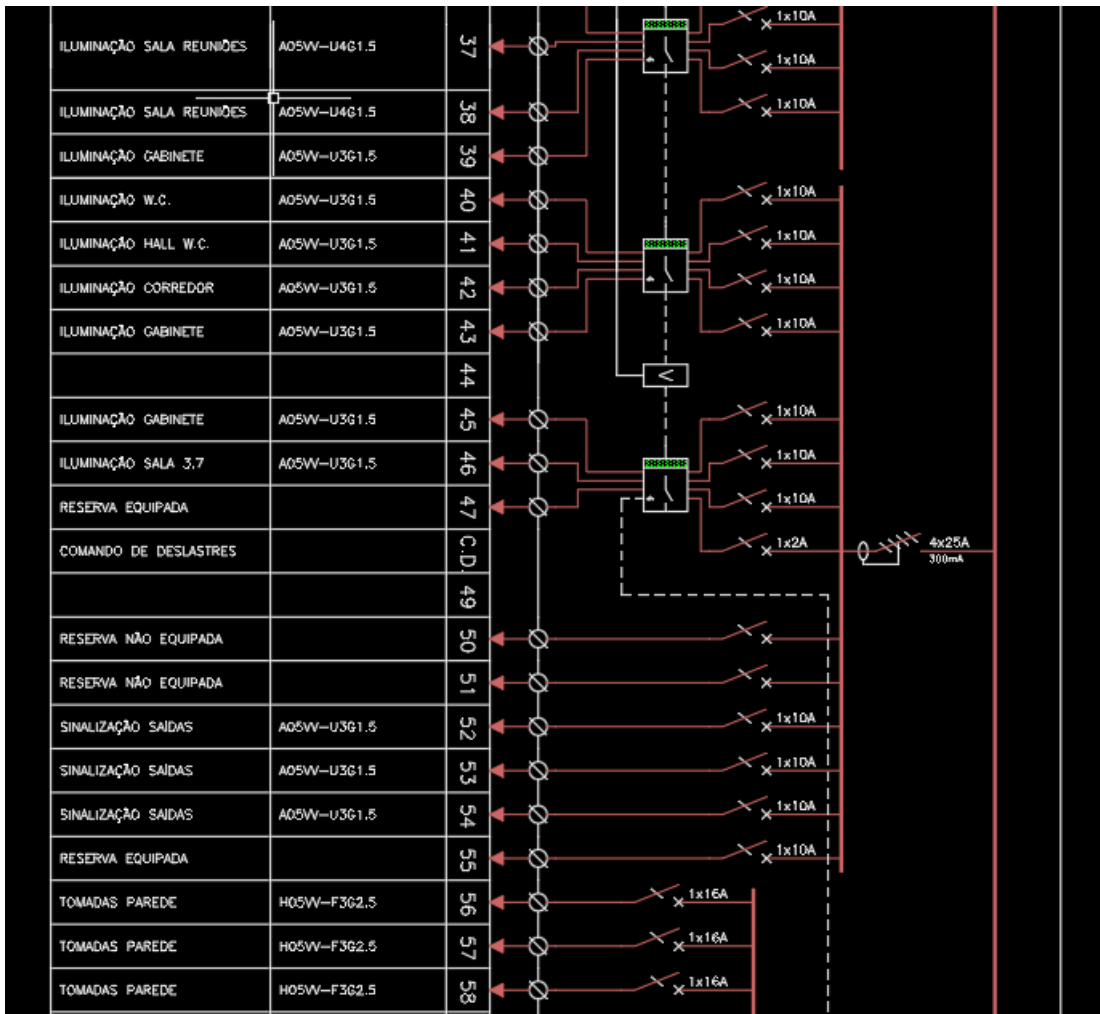 1x10A
ILUMINAÇÃO SALA REUNIÕES A05VV-U4G1.5 37
1x10A
ILUMINAÇÃO SALA REUNIÕES A05VV-U4G1.5 38 1x10A
ILUMINAÇÃO GABINETE A05VV-U3G1.5 39
ILUMINAÇÃO W.C. A05VV-U3G1.5 40 1x10A
ILUMINAÇÃO HALL W.C. A05VV-U3G1.5 41 1x10A
ILUMINAÇÃO CORREDOR A05VV-U3G1.5 42 1x10A
ILUMINAÇÃO GABINETE A05VV-U3G1.5 43 1x10A
44 <
ILUMINAÇÃO GABINETE A05VV-U3G1.5 45 1x10A
ILUMINAÇÃO SALA 3.7 A05VV-U3G1.5 46 1x10A
RESERVA EQUIPADA 47 1x10A
COMANDO DE DESLASTRES C.D. 1x2A 4x25A
300mA
49
RESERVA NÃO EQUIPADA 50
RESERVA NÃO EQUIPADA 51
SINALIZAÇÃO SAÍDAS A05VV-U3G1.5 52 1x10A
SINALIZAÇÃO SAÍDAS A05VV-U3G1.5 53 1x10A
SINALIZAÇÃO SAÍDAS A05VV-U3G1.5 54 1x10A
RESERVA EQUIPADA 55 1x10A
TOMADAS PAREDE H05VV-F3G2.5 56 1x16A
TOMADAS PAREDE H05VV-F3G2.5 57 1x16A
TOMADAS PAREDE H05VV-F3G2.5 58 1x16A